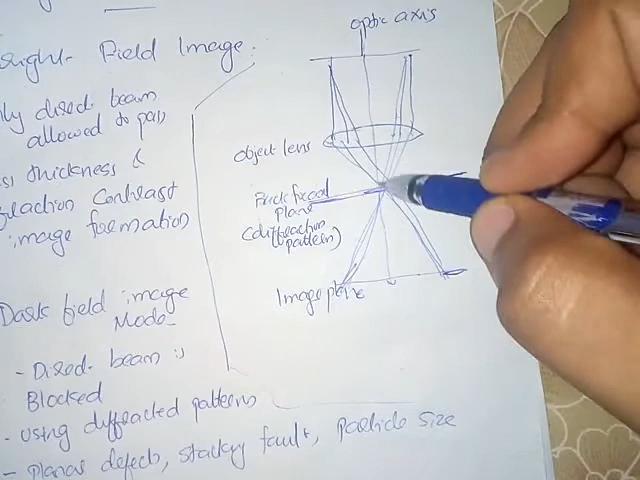 Field Image:
direct beam
allowed to pass
thickness &
Contrast
image formation
Dark field image
Mode-
- Direct beam is
Blocked
- using diffracted patterns
- planar defects, stacking fault, particle size
optic axis
Object lens
Back focal
plane
(diffraction
pattern)
Image plane